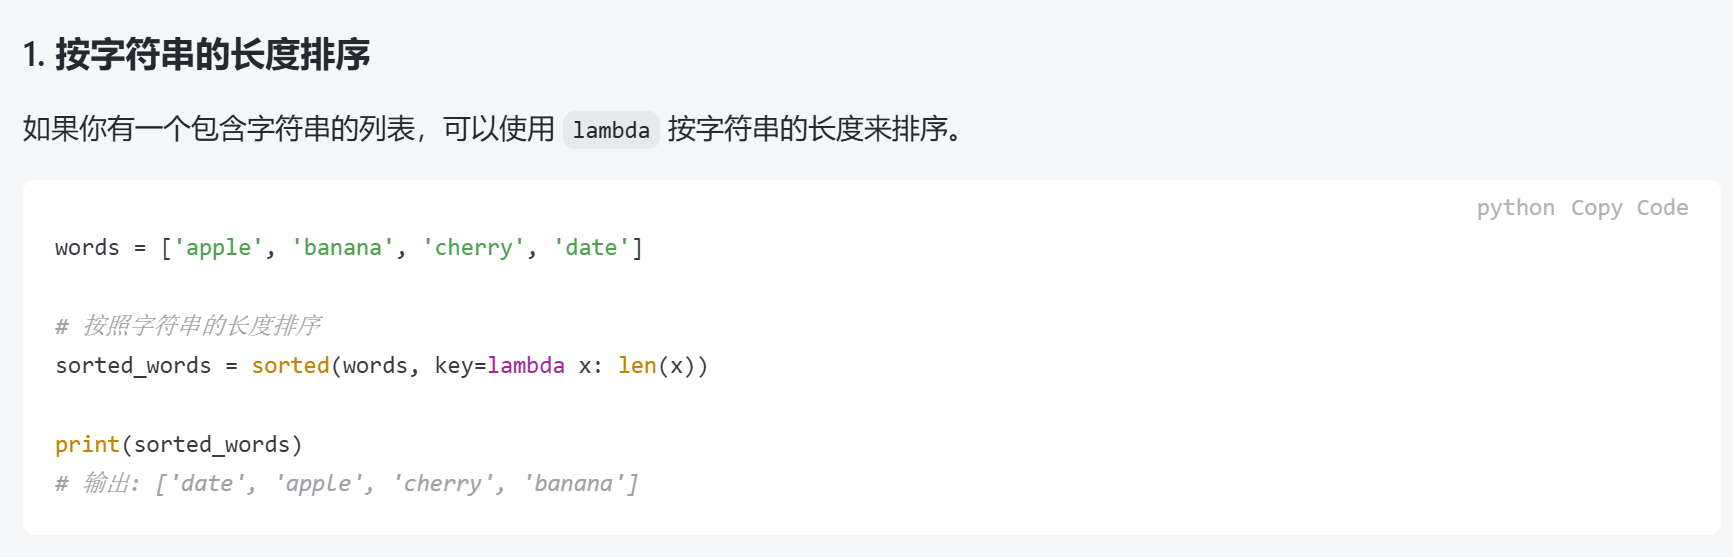 1. 按字符串的长度排序
如果你有一个包含字符串的列表，可以使用 lambda 按字符串的长度来排序。
python Copy Code
words = ['apple', 'banana', 'cherry', 'date']
# 按照字符串的长度排序
sorted_words = sorted(words, key=lambda x: len(x))
print(sorted_words)
# 输出: ['date', 'apple', 'cherry', 'banana']